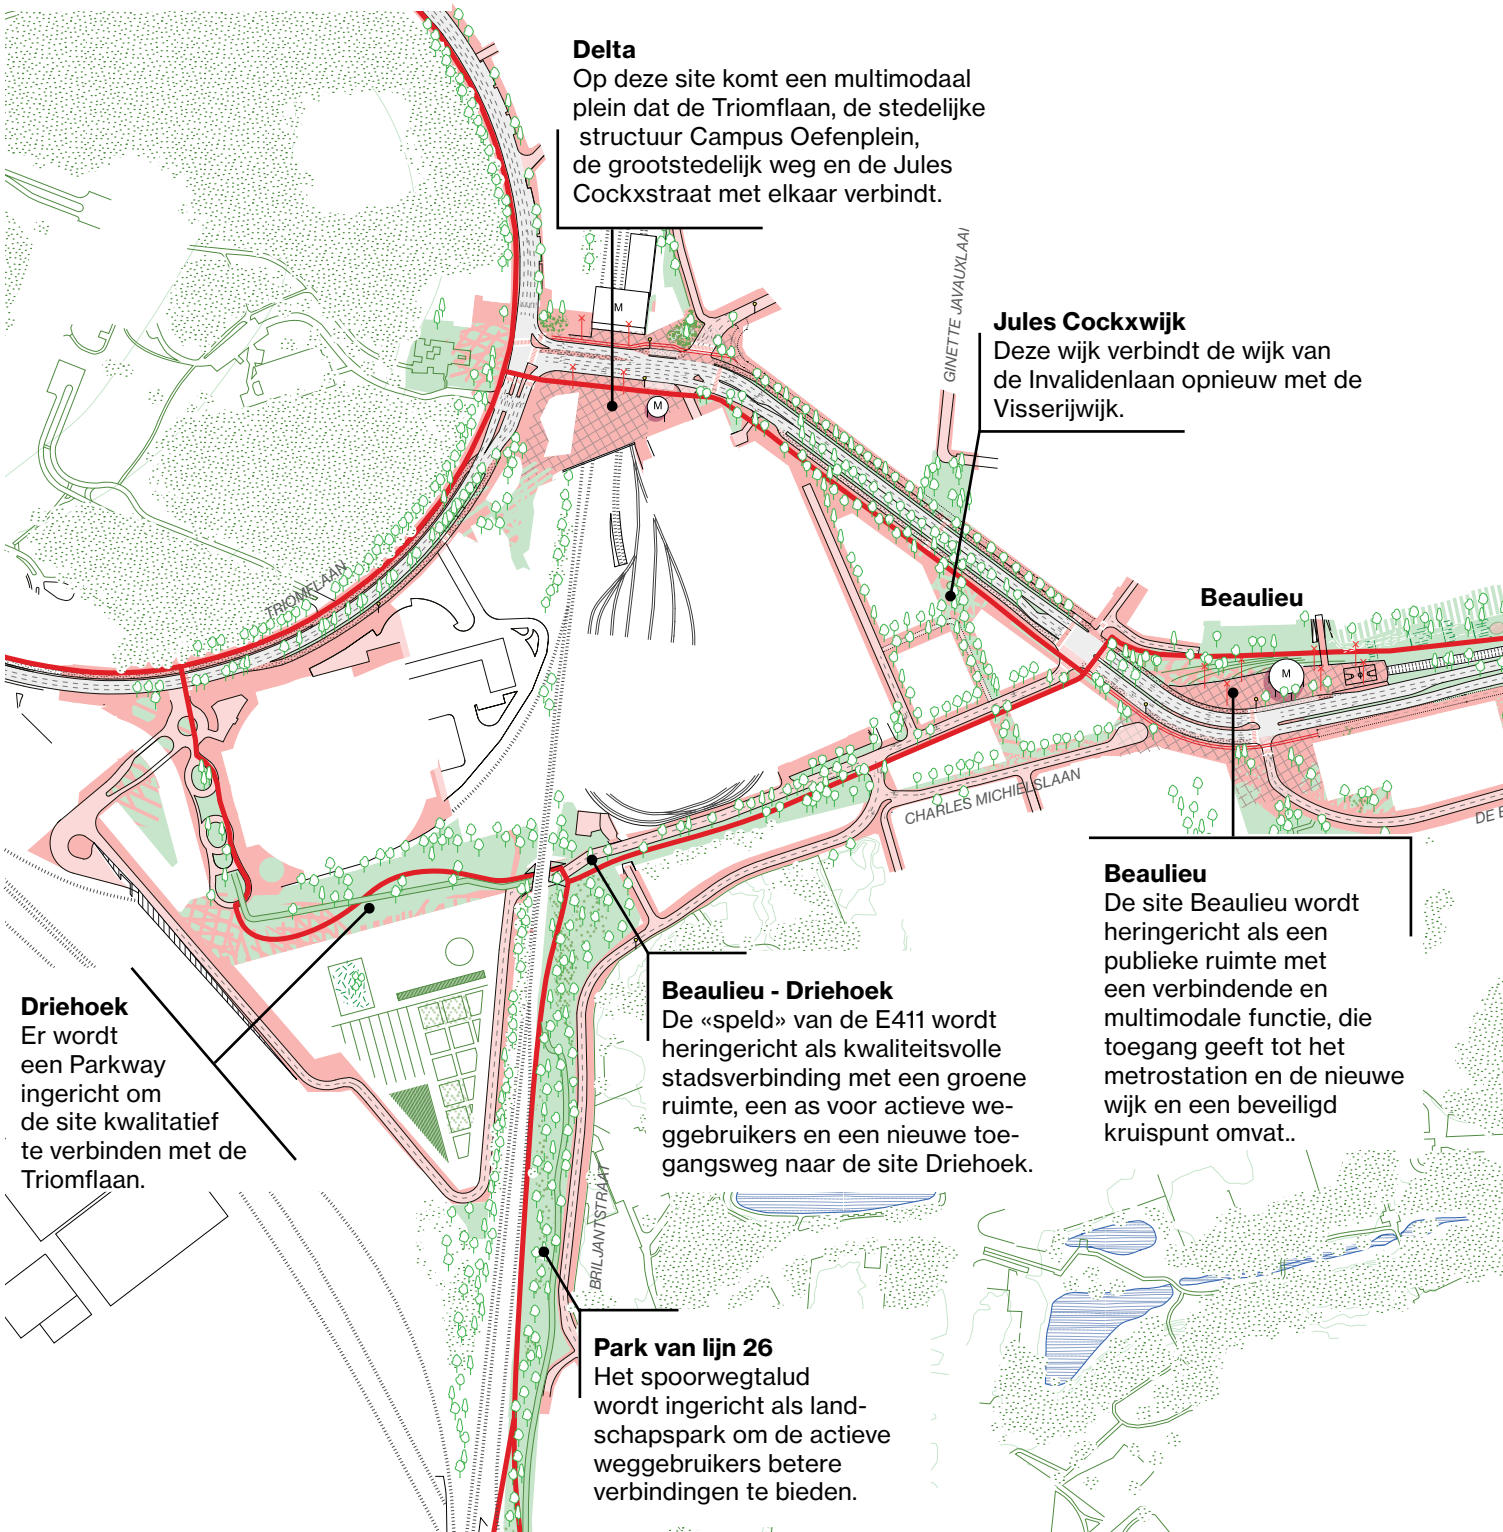 Delta
Op deze site komt een multimodaal
plein dat de Triomflaan, de stedelijke
structuur Campus Oefenplein,
de grootstedelijk weg en de Jules
Cockxstraat met elkaar verbindt.
M
M
GINETTE JAVAUXLAAI
Jules Cockxwijk
Deze wijk verbindt de wijk van
de Invalidenlaan opnieuw met de
Visserijwijk.
TRIOMFLAAN
Beaulieu
M
CHARLES MICHIELSLAAN
DE B
Beaulieu
De site Beaulieu wordt
heringericht als een
publieke ruimte met
een verbindende en
multimodale functie, die
toegang geeft tot het
metrostation en de nieuwe
wijk en een beveiligd
kruispunt omvat..
Beaulieu - Driehoek
De «speld» van de E411 wordt
heringericht als kwaliteitsvolle
stadsverbinding met een groene
ruimte, een as voor actieve we-
ggebruikers en een nieuwe toe-
gangsweg naar de site Driehoek.
Driehoek
Er wordt
een Parkway
ingericht om
de site kwalitatief
te verbinden met de
Triomflaan.
BRILJANTSTRAAT
Park van lijn 26
Het spoorwegtalud
wordt ingericht als land-
schapspark om de actieve
weggebruikers betere
verbindingen te bieden.